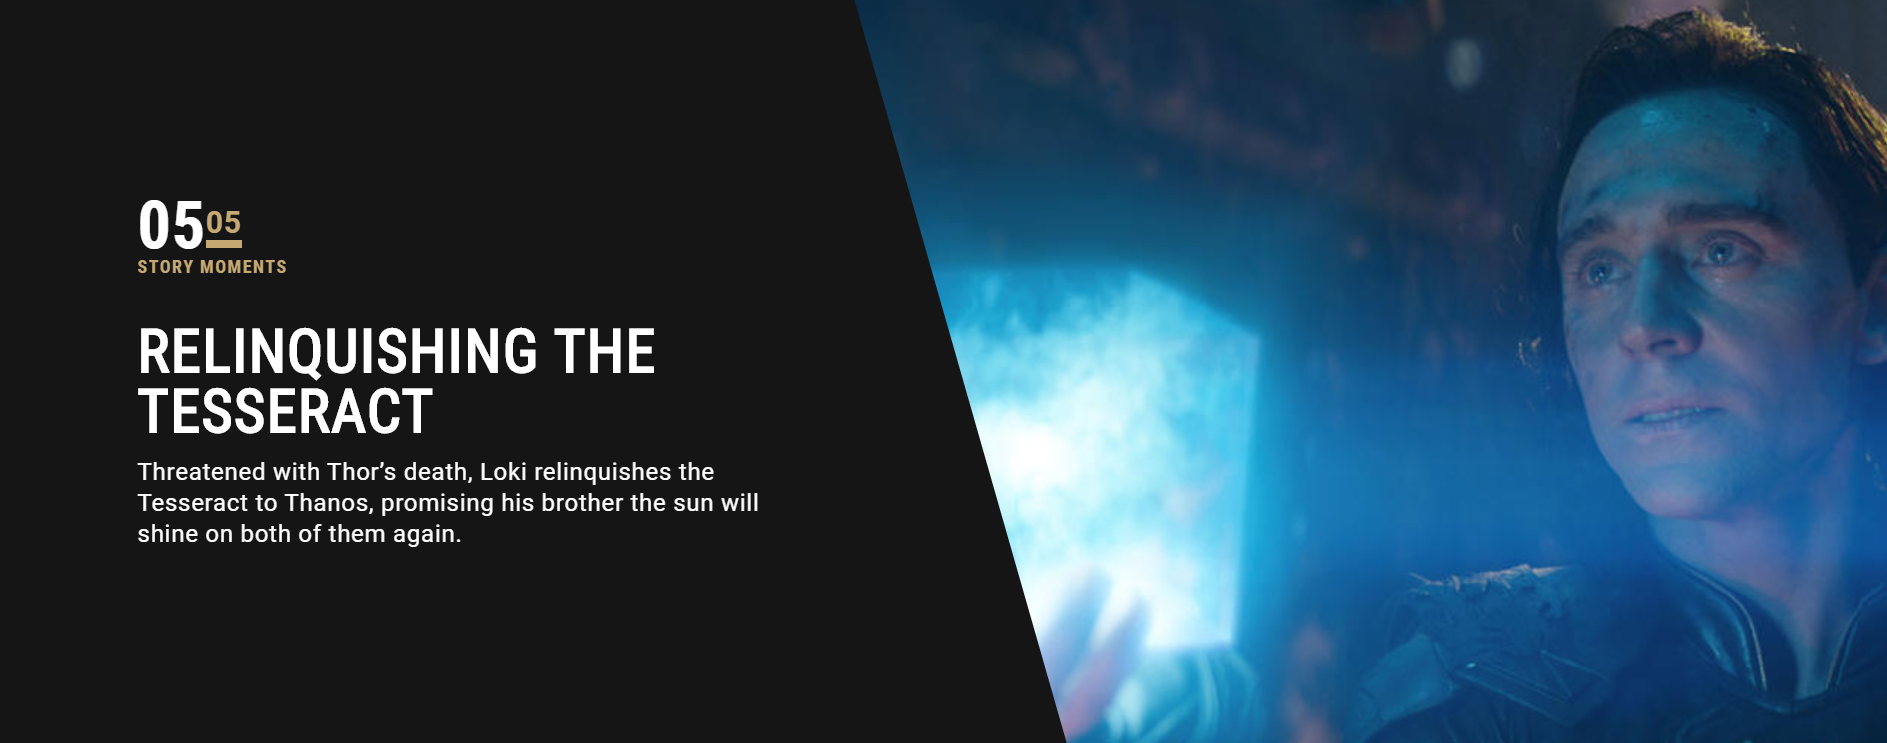 05 05
STORY MOMENTS
RELINQUISHING THE
TESSERACT
Threatened with Thor’s death, Loki relinquishes the
Tesseract to Thanos, promising his brother the sun will
shine on both of them again.